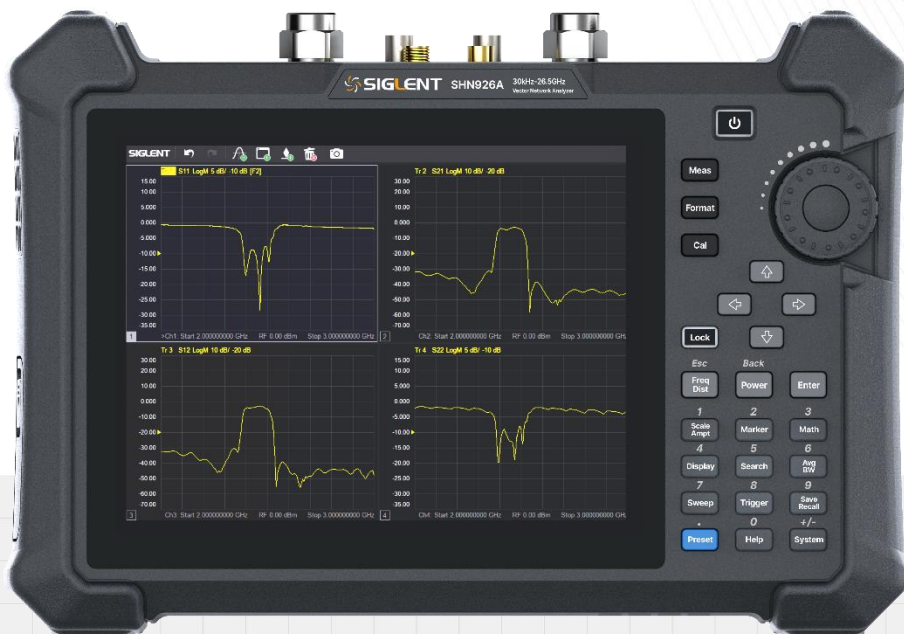 SIGLENT SHN926A 30kHz-26.5GHz
Vector Network Analyzer
SIGLENT
S11 LogM 5 dB/ -10 dB [F2]
15.00
10.00
5.000
0.000
-5.000
-10.00
-15.00
-20.00
-25.00
30.00
35.00
1 >Ch1: Start 2.000000000 GHz RF 0.00 dBm Stop 3.000000000 GHz
Tr 2 S21 LogM 10 dB/ -20 dB
30.00
20.00
10.00
0.000
-10.00
-20.00
-30.00
-40.00
-50.00
-60.00
-70.00
2 Ch2: Start 2.000000000 GHz RF 0.00 dBm Stop 3.000000000 GHz
Tr 3 S12 LogM 10 dB/ -20 dB
30.00
20.00
10.00
0.000
-10.00
-20.00
-30.00
-40.00
-50.00
-60.00
-70.00
3 Ch3: Start 2.000000000 GHz RF 0.00 dBm Stop 3.000000000 GHz
Tr 4 S22 LogM 5 dB/ -10 dB
15.00
10.00
5.000
0.000
-5.000
-10.00
-15.00
-20.00
-25.00
30.00
35.00
4 Ch4: Start 2.000000000 GHz RF 0.00 dBm Stop 3.000000000 GHz
Meas
Format
Cal
Lock
Esc Back
Freq Power Enter
Dist
1 2 3
Scale Marker Math
Ampt
4 5 6
Display Search Avg
BW
7 8 9
Sweep Trigger Save
Recall
. 0 +/-
Preset Help System